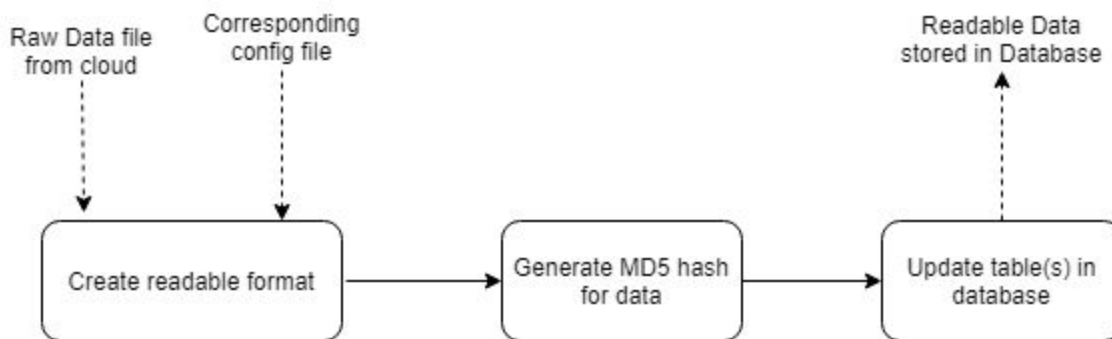 Raw Data file
from cloud
Corresponding
config file
Readable Data
stored in Database
Create readable format
Generate MD5 hash
for data
Update table(s) in
database